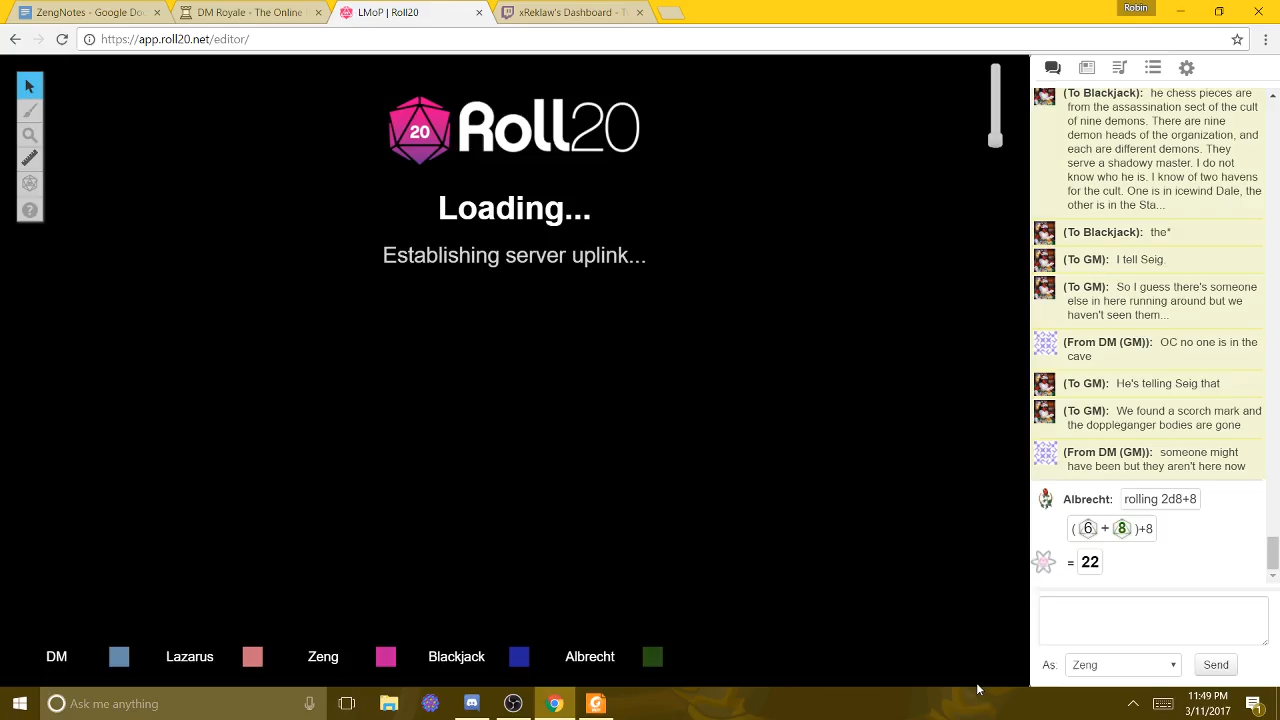 Robin
ZengNotes - Google Doc
DM Royale - The Online
LMoP | Roll20
xReklaw's Dashboard - T
https://app.roll20.net/editor/
20 Roll20
Loading...
Establishing server uplink...
(To Blackjack): he chess pieces are
from the assassination sect of the cult
of nine demons. There are nine
demon gods of the organization, and
each are different demons. They
serve a shadowy master. I do not
know who he is. I know of two havens
for the cult. One is in icewind Dale, the
other is in the Sta...
(To Blackjack): the*
(To GM): I tell Seig.
(To GM): So I guess there's someone
else in here running around but we
haven't seen them...
(From DM (GM)): OC no one is in the
cave
(To GM): He's telling Seig that
(To GM): We found a scorch mark and
the doppleganger bodies are gone
(From DM (GM)): someone might
have been but they aren't here now
Albrecht: rolling 2d8+8
(6+8)+8
= 22
As: Zeng Send
DM Lazarus Zeng Blackjack Albrecht
Ask me anything
11:49 PM
3/11/2017